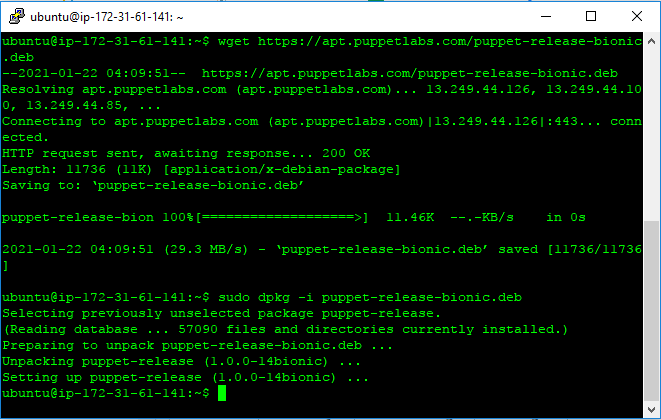 ubuntu@ip-172-31-61-141: ~
ubuntu@ip-172-31-61-141:~$ wget https://apt.puppetlabs.com/puppet-release-bionic
.deb
--2021-01-22 04:09:51--  https://apt.puppetlabs.com/puppet-release-bionic.deb
Resolving apt.puppetlabs.com (apt.puppetlabs.com)... 13.249.44.126, 13.249.44.10
0, 13.249.44.85, ...
Connecting to apt.puppetlabs.com (apt.puppetlabs.com)|13.249.44.126|:443... conn
ected.
HTTP request sent, awaiting response... 200 OK
Length: 11736 (11K) [application/x-debian-package]
Saving to: ‘puppet-release-bionic.deb’
puppet-release-bion 100%[===================>]  11.46K  --.-KB/s    in 0s
2021-01-22 04:09:51 (29.3 MB/s) - ‘puppet-release-bionic.deb’ saved [11736/11736
]
ubuntu@ip-172-31-61-141:~$ sudo dpkg -i puppet-release-bionic.deb
Selecting previously unselected package puppet-release.
(Reading database ... 57090 files and directories currently installed.)
Preparing to unpack puppet-release-bionic.deb ...
Unpacking puppet-release (1.0.0-14bionic) ...
Setting up puppet-release (1.0.0-14bionic) ...
ubuntu@ip-172-31-61-141:~$